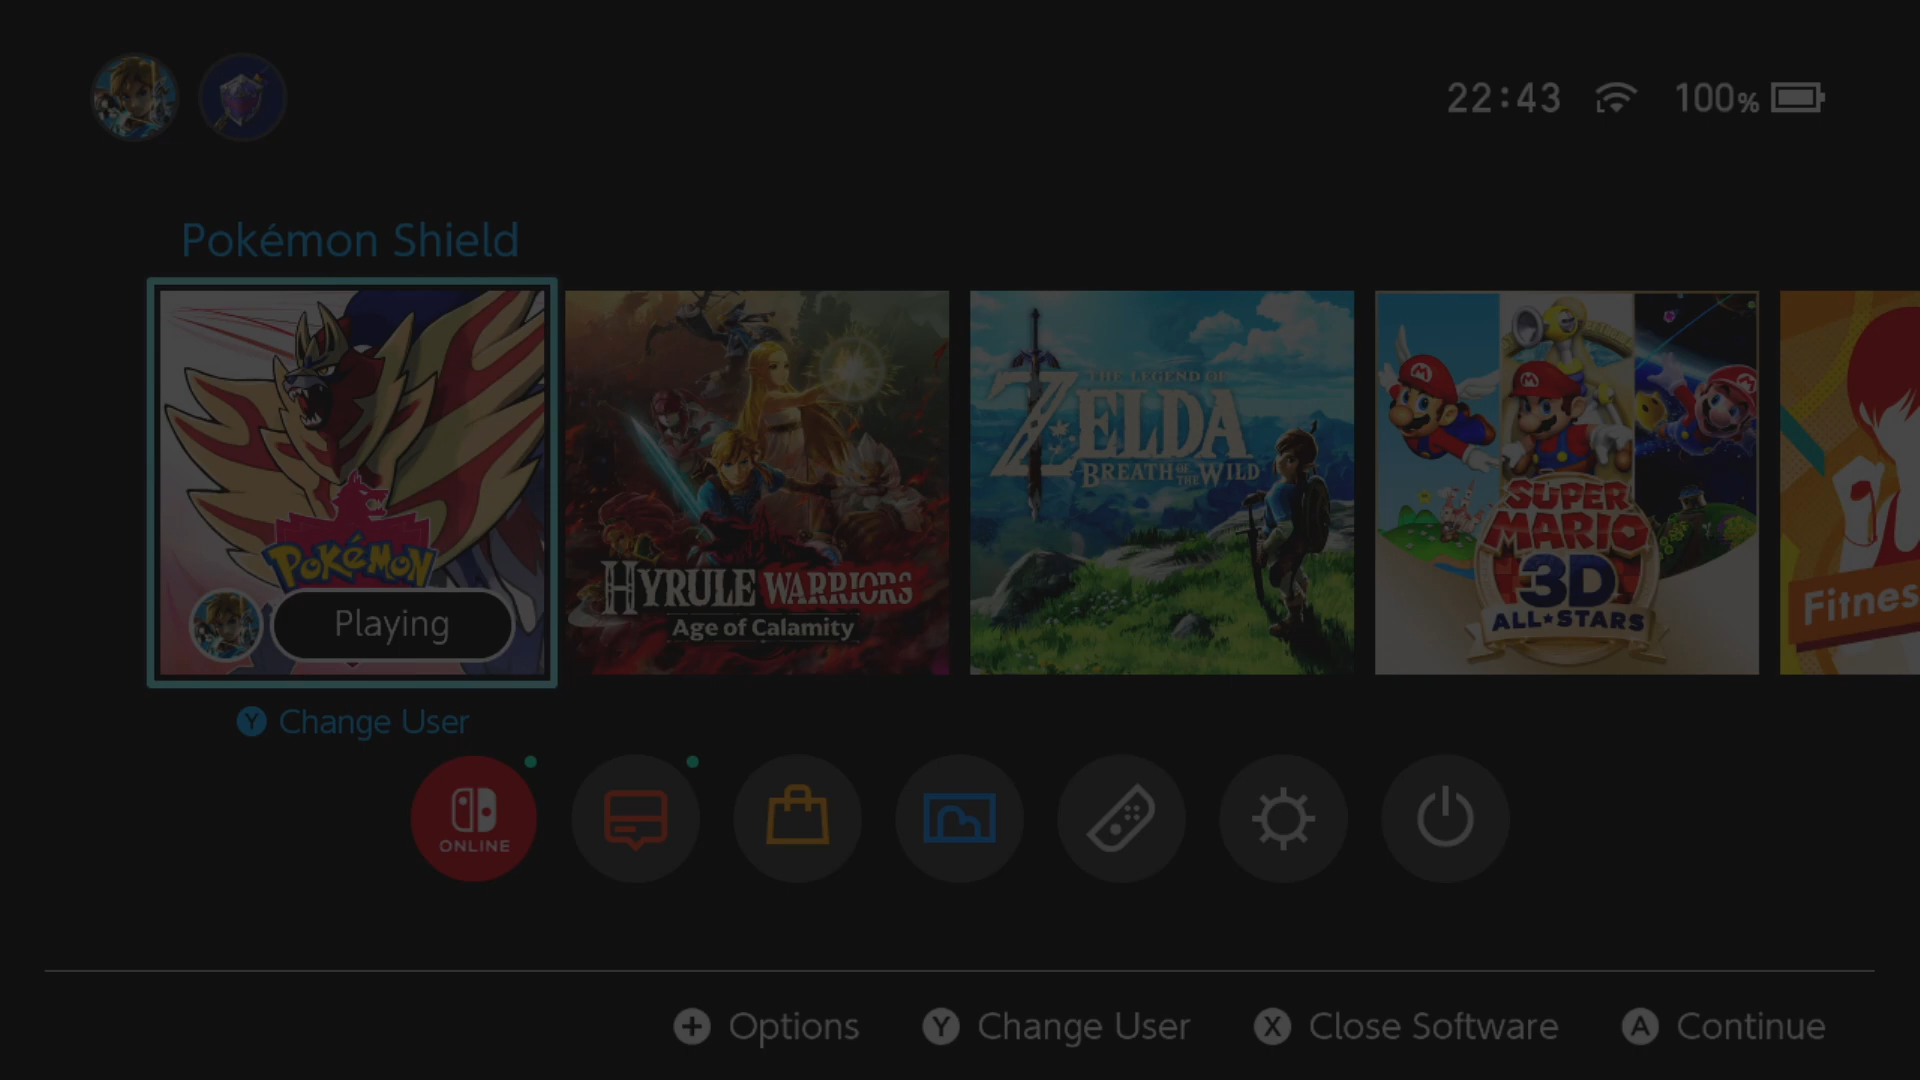 22:43 100%
Pokémon Shield
POKéMON
Playing
HYRULE WARRIORS
Age of Calamity
THE LEGEND OF
ZELDA
BREATH OF THE WILD
SUPER
MARIO
3D
ALL★STARS
Fitnes
Y Change User
ONLINE
+ Options Y Change User X Close Software A Continue